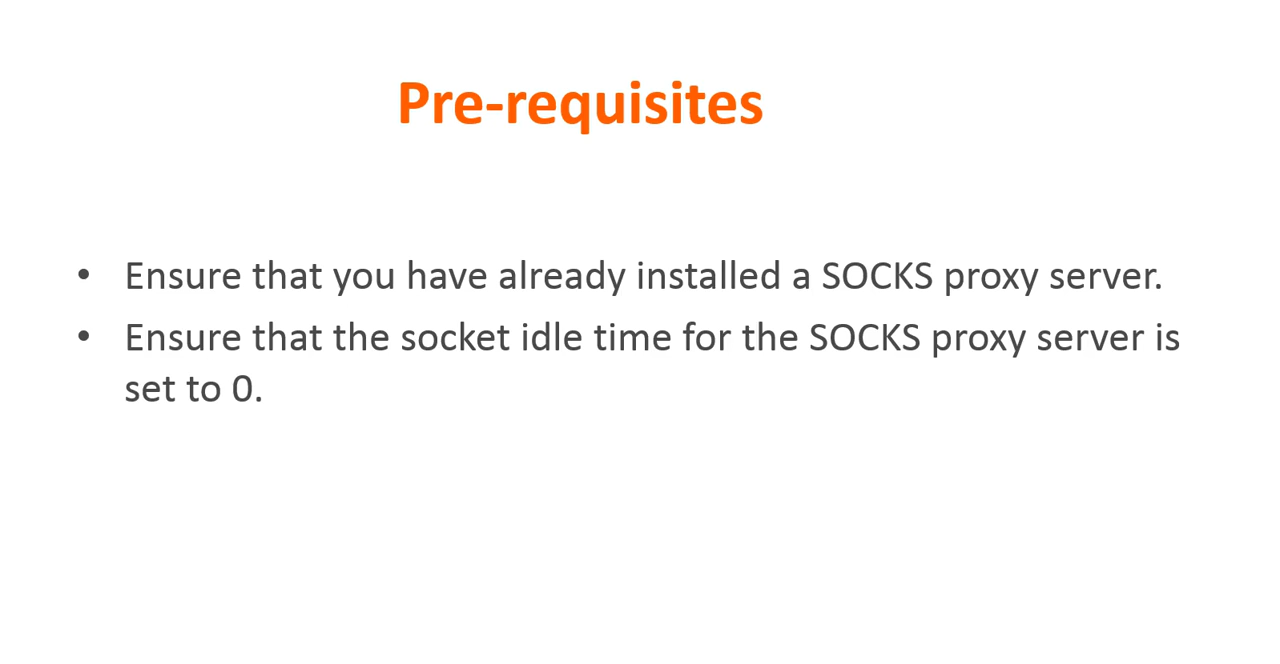 Pre-requisites
• Ensure that you have already installed a SOCKS proxy server.
• Ensure that the socket idle time for the SOCKS proxy server is
set to 0.